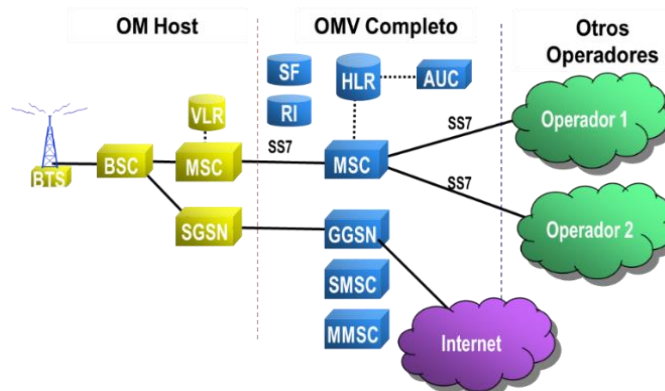 OM Host
OMV Completo
Otros
Operadores
SF
HLR
AUC
VLR
RI
Operador 1
SS7
BTS
BSC
MSC
SS7
MSC
SS7
SGSN
GGSN
Operador 2
SMSC
MMSC
Internet